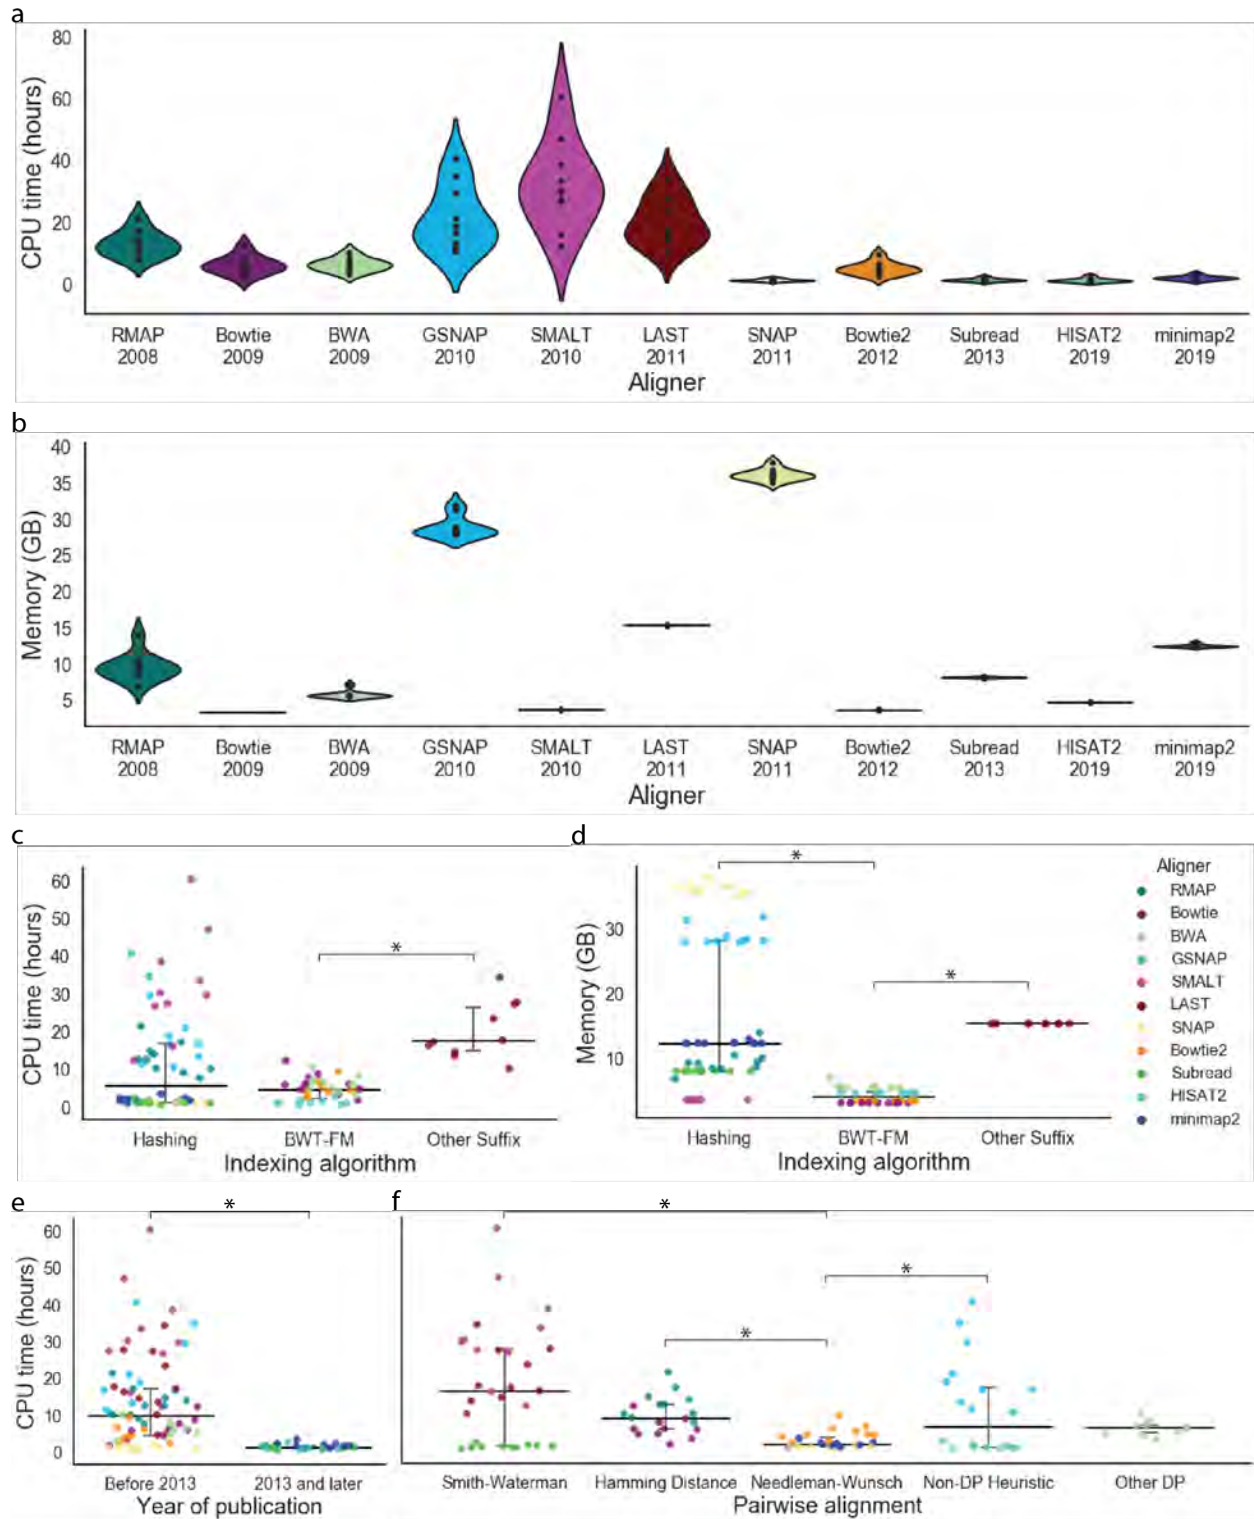 a
80
60
40
20
0
CPU time (hours)
RMAP Bowtie BWA GSNAP SMALT LAST SNAP Bowtie2 Subread HISAT2 minimap2
2008 2009 2009 2010 2010 2011 2011 2012 2013 2019 2019
Aligner
b
40
35
30
25
20
15
10
5
Memory (GB)
RMAP Bowtie BWA GSNAP SMALT LAST SNAP Bowtie2 Subread HISAT2 minimap2
2008 2009 2009 2010 2010 2011 2011 2012 2013 2019 2019
Aligner
c
60
50
40
30
20
10
0
CPU time (hours)
*
Hashing BWT-FM Other Suffix
Indexing algorithm
d
30
20
10
Memory (GB)
*
*
Hashing BWT-FM Other Suffix
Indexing algorithm
Aligner
RMAP
Bowtie
BWA
GSNAP
SMALT
LAST
SNAP
Bowtie2
Subread
HISAT2
minimap2
e
60
50
40
30
20
10
0
CPU time (hours)
*
Before 2013 2013 and later
Year of publication
f
*
*
*
Smith-Waterman Hamming Distance Needleman-Wunsch Non-DP Heuristic Other DP
Pairwise alignment